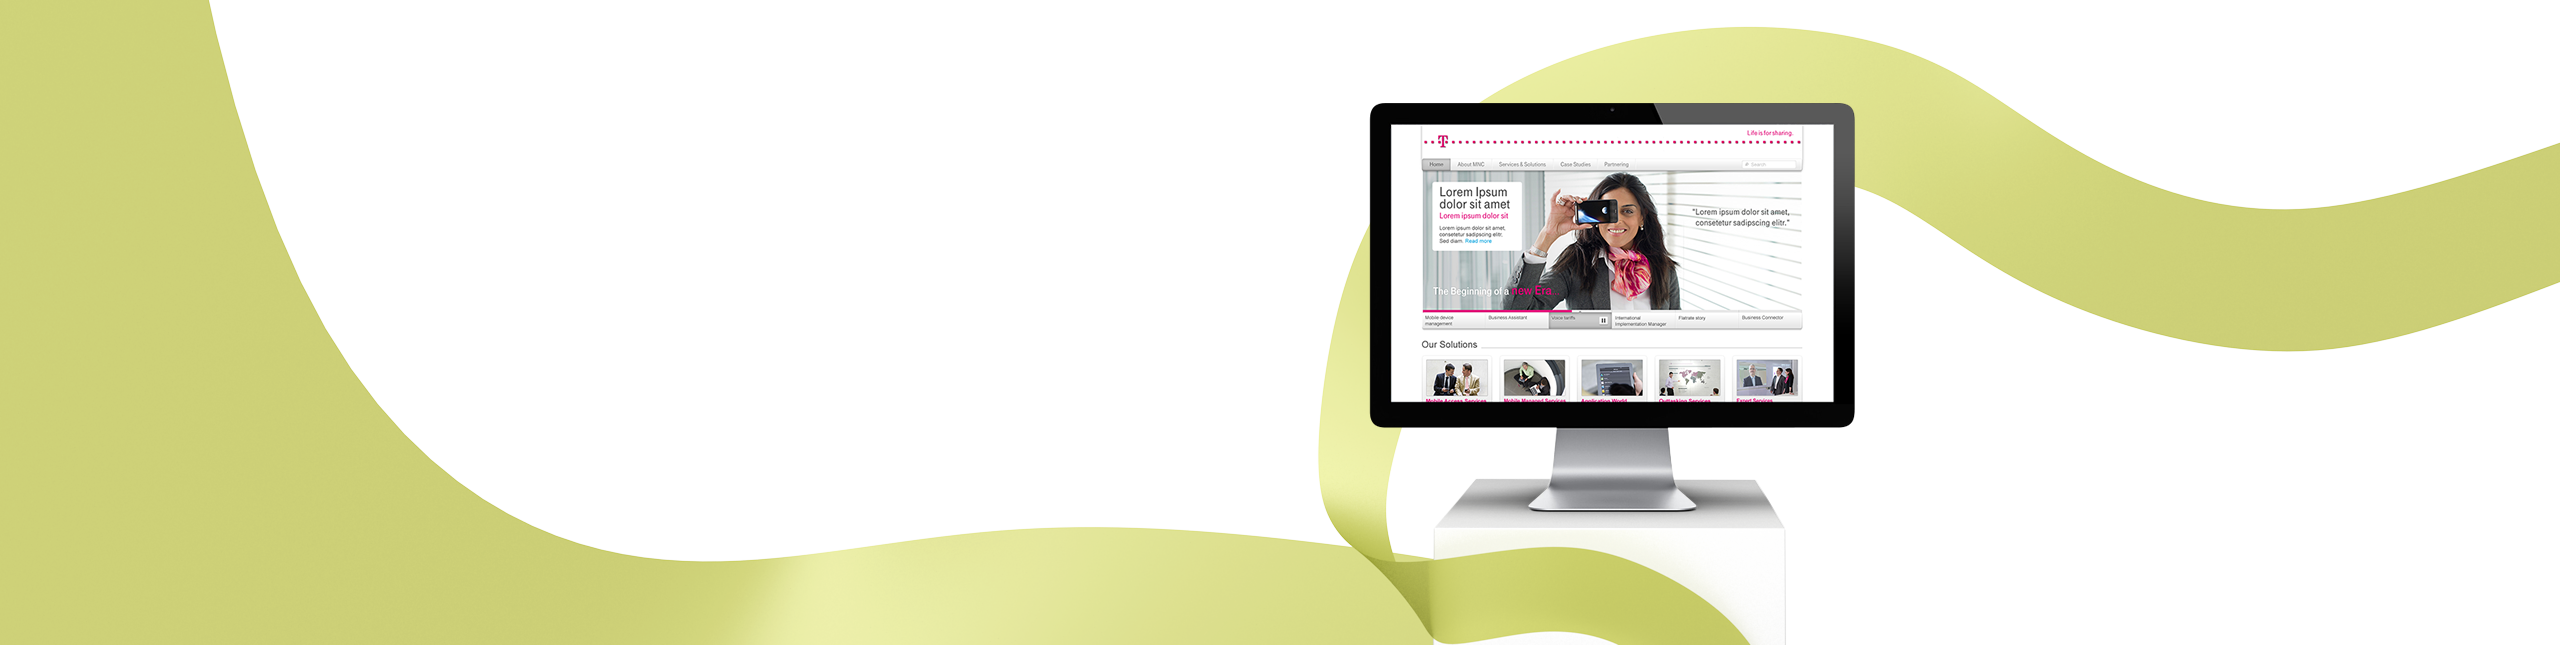 Life is for sharing.
T
Home About MNC Services & Solutions Case Studies Partnering Search
Lorem Ipsum
dolor sit amet
Lorem ipsum dolor sit
Lorem ipsum dolor sit amet,
consetetur sadipscing elitr.
Sed diam. Read more
"Lorem ipsum dolor sit amet,
consetetur sadipscing elitr."
The Beginning of a new Era
Mobile device
management
Business Assistant
Voice tariffs
International
Implementation Manager
Flatrate story
Business Connector
Our Solutions
Mobile Access Services
Mobile Managed Services
Application World
Outtasking Services
Expert Services